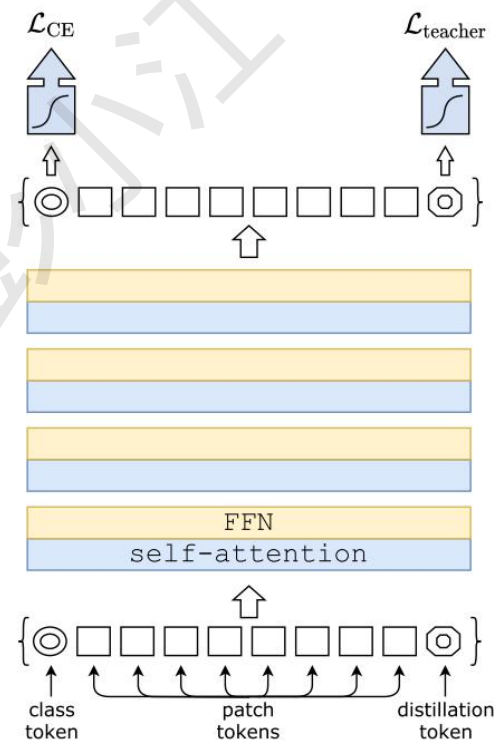 ℒCE
ℒteacher
FFN
self-attention
class token
patch tokens
distillation token